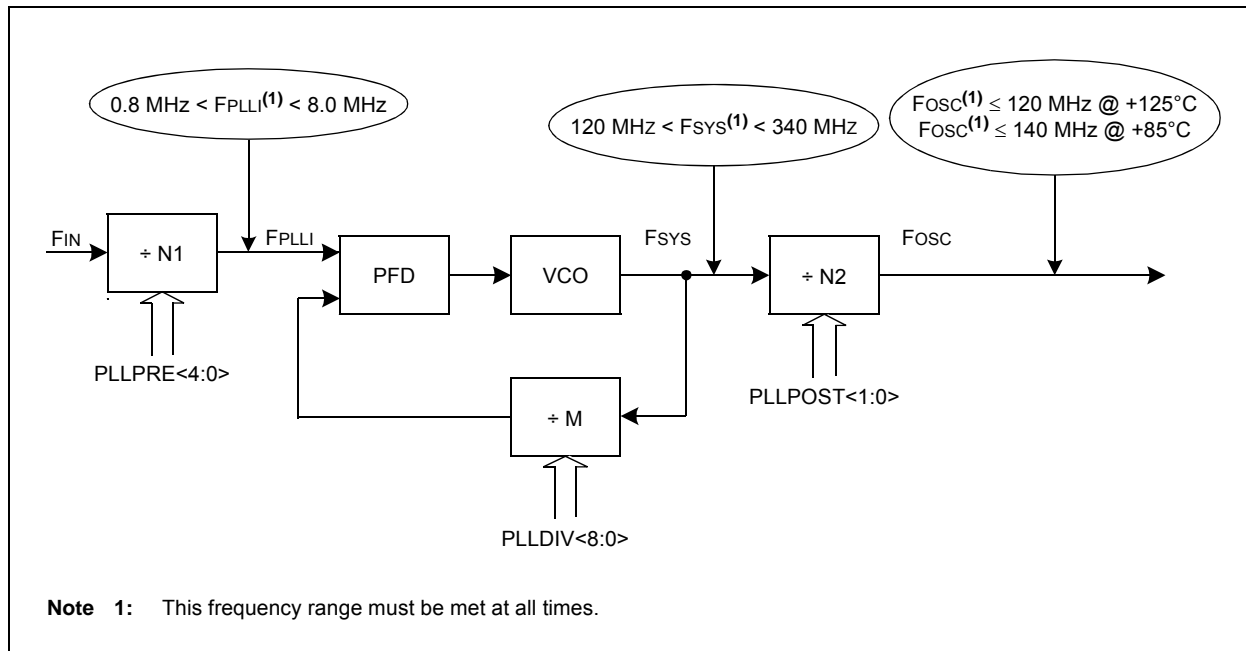 0.8 MHz < FPLLI(1) < 8.0 MHz
120 MHZ < FSYS(1) < 340 MHZ
FOSC(1) ≤ 120 MHz @ +125°C
FOSC(1) ≤ 140 MHz @ +85°C
FIN
÷ N1
FPLLI
PFD
VCO
FSYS
÷ N2
FOSC
PLLPRE<4:0>
÷ M
PLLPOST<1:0>
PLLDIV<8:0>
Note 1: This frequency range must be met at all times.